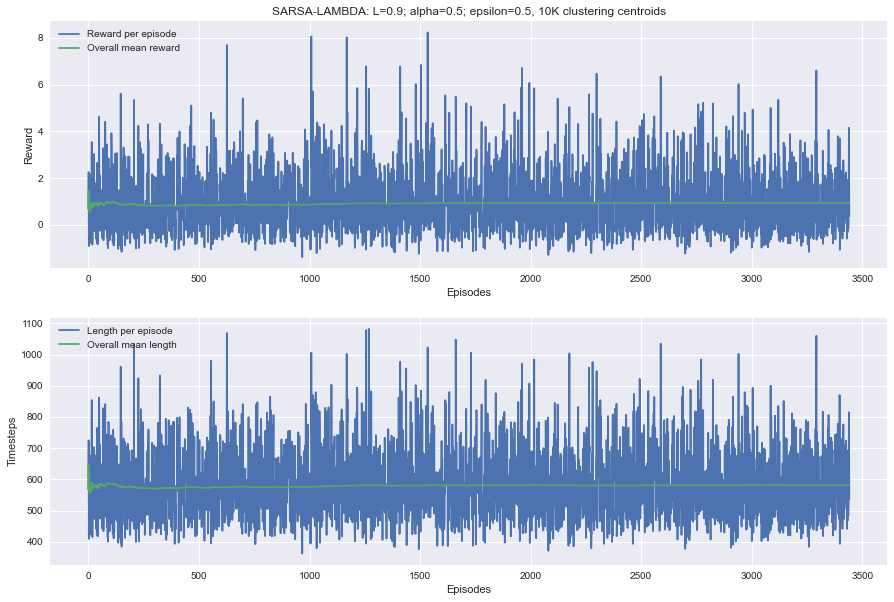 SARSA-LAMBDA: L=0.9; alpha=0.5; epsilon=0.5, 10K clustering centroids
Reward per episode
Overall mean reward
8
6
4
2
0
Reward
0 500 1000 1500 2000 2500 3000 3500
Episodes
Length per episode
Overall mean length
1100
1000
900
800
700
600
500
400
Timesteps
0 500 1000 1500 2000 2500 3000 3500
Episodes